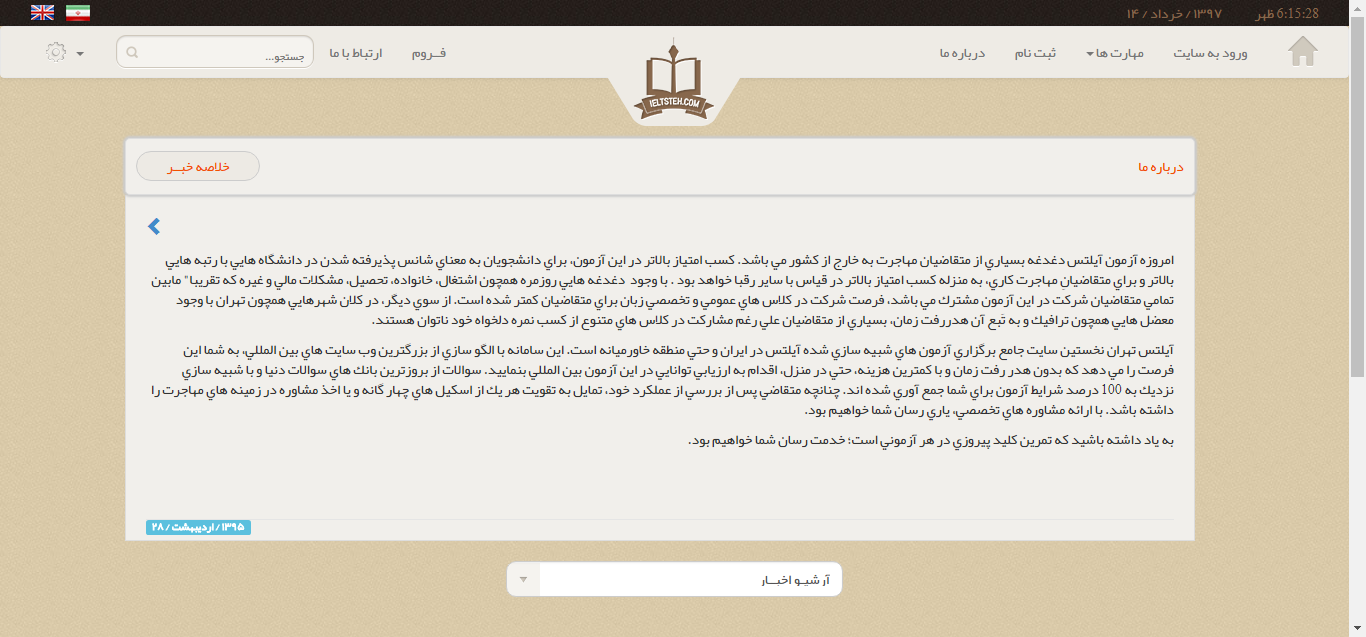 6:15:28 ظهر
۱۳۹۷ / خرداد / ۱۴
ورود به سایت
مهارت ها
ثبت نام
درباره ما
IELTSTEH.COM
فــروم
ارتباط با ما
جستجو...
درباره ما
خلاصه خبــر
امروزه آزمون آيلتس دغدغه بسياري از متقاضيان مهاجرت به خارج از كشور مي باشد. كسب امتياز بالاتر در اين آزمون، براي دانشجويان به معناي شانس پذيرفته شدن در دانشگاه هايي با رتبه هايي
بالاتر و براي متقاضيان مهاجرت كاري، به منزله كسب امتياز بالاتر در قياس با ساير رقبا خواهد بود . با وجود دغدغه هايي روزمره همچون اشتغال، خانواده، تحصيل، مشكلات مالي و غيره كه تقريبا" مابين
تمامي متقاضيان شركت در اين آزمون مشترك مي باشد، فرصت شركت در كلاس هاي عمومي و تخصصي زبان براي متقاضيان كمتر شده است. از سوي ديگر، در كلان شهرهايي همچون تهران با وجود
معضل هايي همچون ترافيك و به تَبع آن هدررفت زمان، بسياري از متقاضيان علي رغم مشاركت در كلاس هاي متنوع از كسب نمره دلخواه خود ناتوان هستند.
آيلتس تهران نخستين سايت جامع برگزاري آزمون هاي شبيه سازي شده آيلتس در ايران و حتي منطقه خاورميانه است. اين سامانه با الگو سازي از بزرگترين وب سايت هاي بين المللي، به شما اين
فرصت را مي دهد كه بدون هدر رفت زمان و با كمترين هزينه، حتي در منزل، اقدام به ارزيابي توانايي در اين آزمون بين المللي بنماييد. سوالات از بروزترين بانك هاي سوالات دنيا و با شبيه سازي
نزديك به 100 درصد شرايط آزمون براي شما جمع آوري شده اند. چنانچه متقاضي پس از بررسي از عملكرد خود، تمايل به تقويت هر يك از اسكيل هاي چهار گانه و يا اخذ مشاوره در زمينه هاي مهاجرت را
داشته باشد. با ارائه مشاوره هاي تخصصي، ياري رسان شما خواهيم بود.
به ياد داشته باشيد كه تمرين كليد پيروزي در هر آزموني است؛ خدمت رسان شما خواهيم بود.
۱۳۹۵ / اردیبهشت / ۲۸
آرشیـو اخبــار